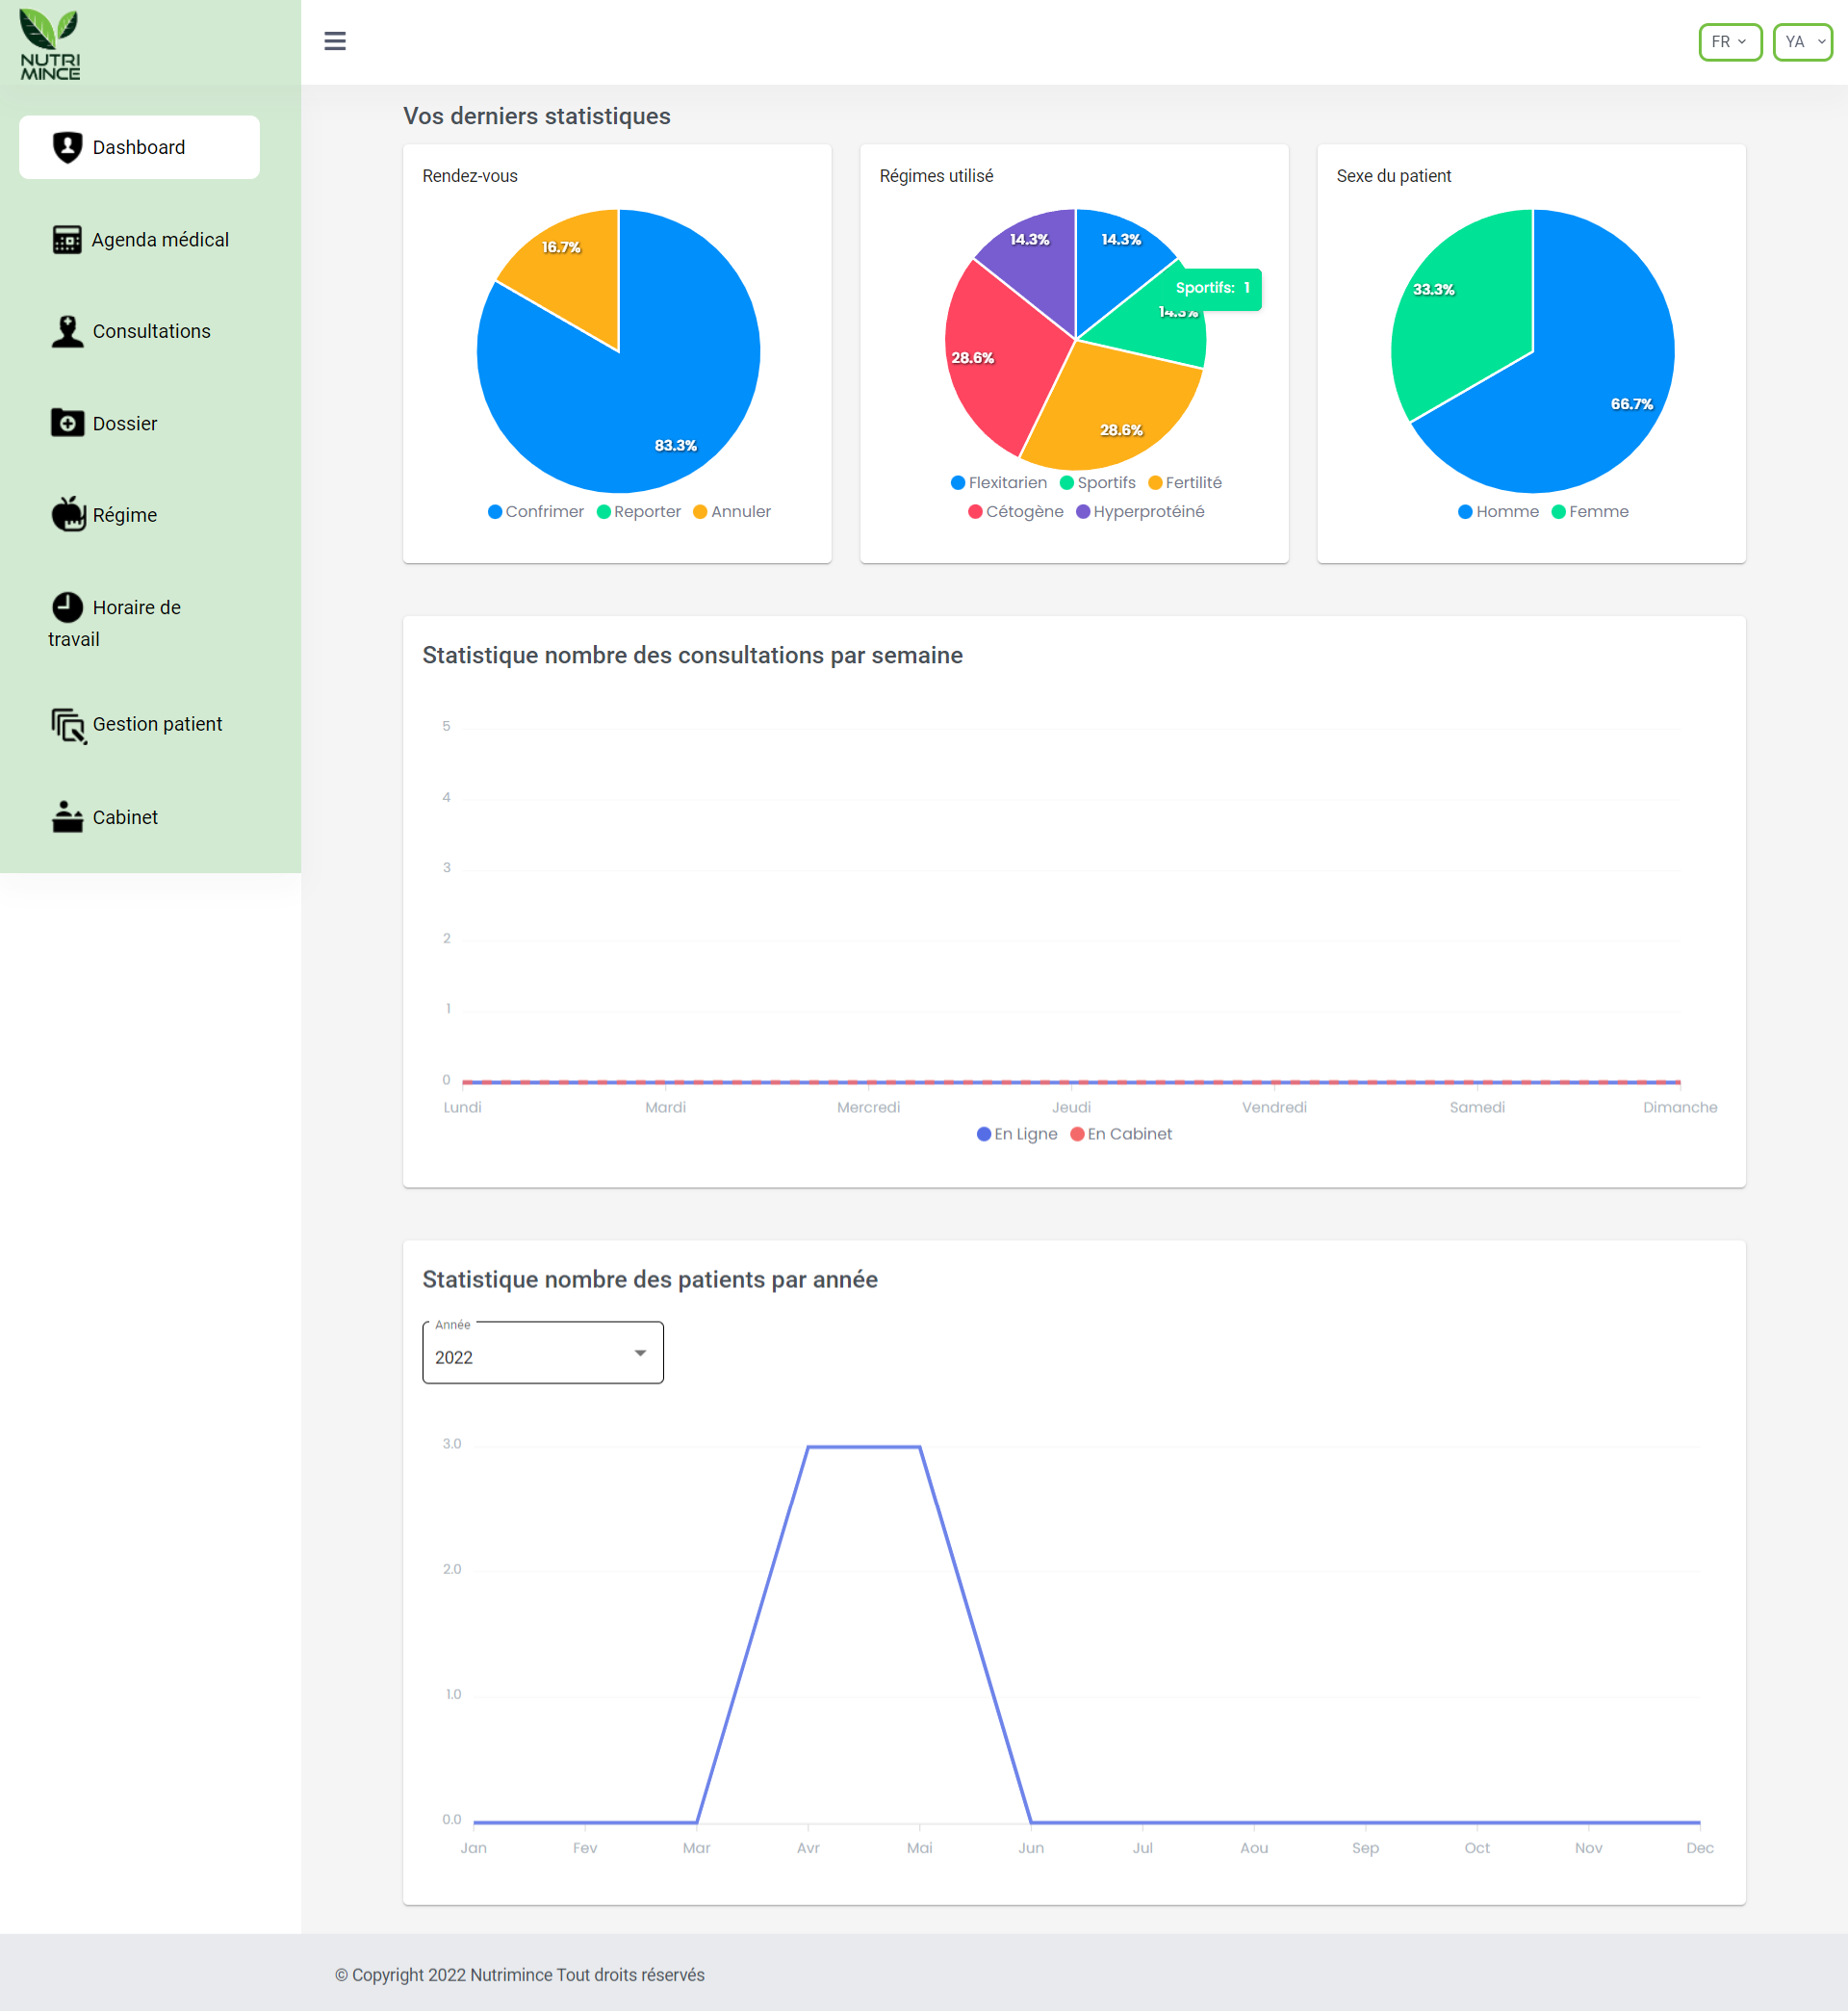 NUTRI
MINCE
FR
YA
Dashboard
Agenda médical
Consultations
Dossier
Régime
Horaire de
travail
Gestion patient
Cabinet
Vos derniers statistiques
Rendez-vous
16.7%
83.3%
Confrimer Reporter Annuler
Régimes utilisé
14.3% 14.3%
Sportifs: 1
14.3%
28.6%
28.6%
Flexitarien Sportifs Fertilité
Cétogène Hyperprotéiné
Sexe du patient
33.3%
66.7%
Homme Femme
Statistique nombre des consultations par semaine
5
4
3
2
1
0
Lundi Mardi Mercredi Jeudi Vendredi Samedi Dimanche
En Ligne En Cabinet
Statistique nombre des patients par année
Année
2022
3.0
2.0
1.0
0.0
Jan Fev Mar Avr Mai Jun Jul Aou Sep Oct Nov Dec
© Copyright 2022 Nutrimince Tout droits réservés